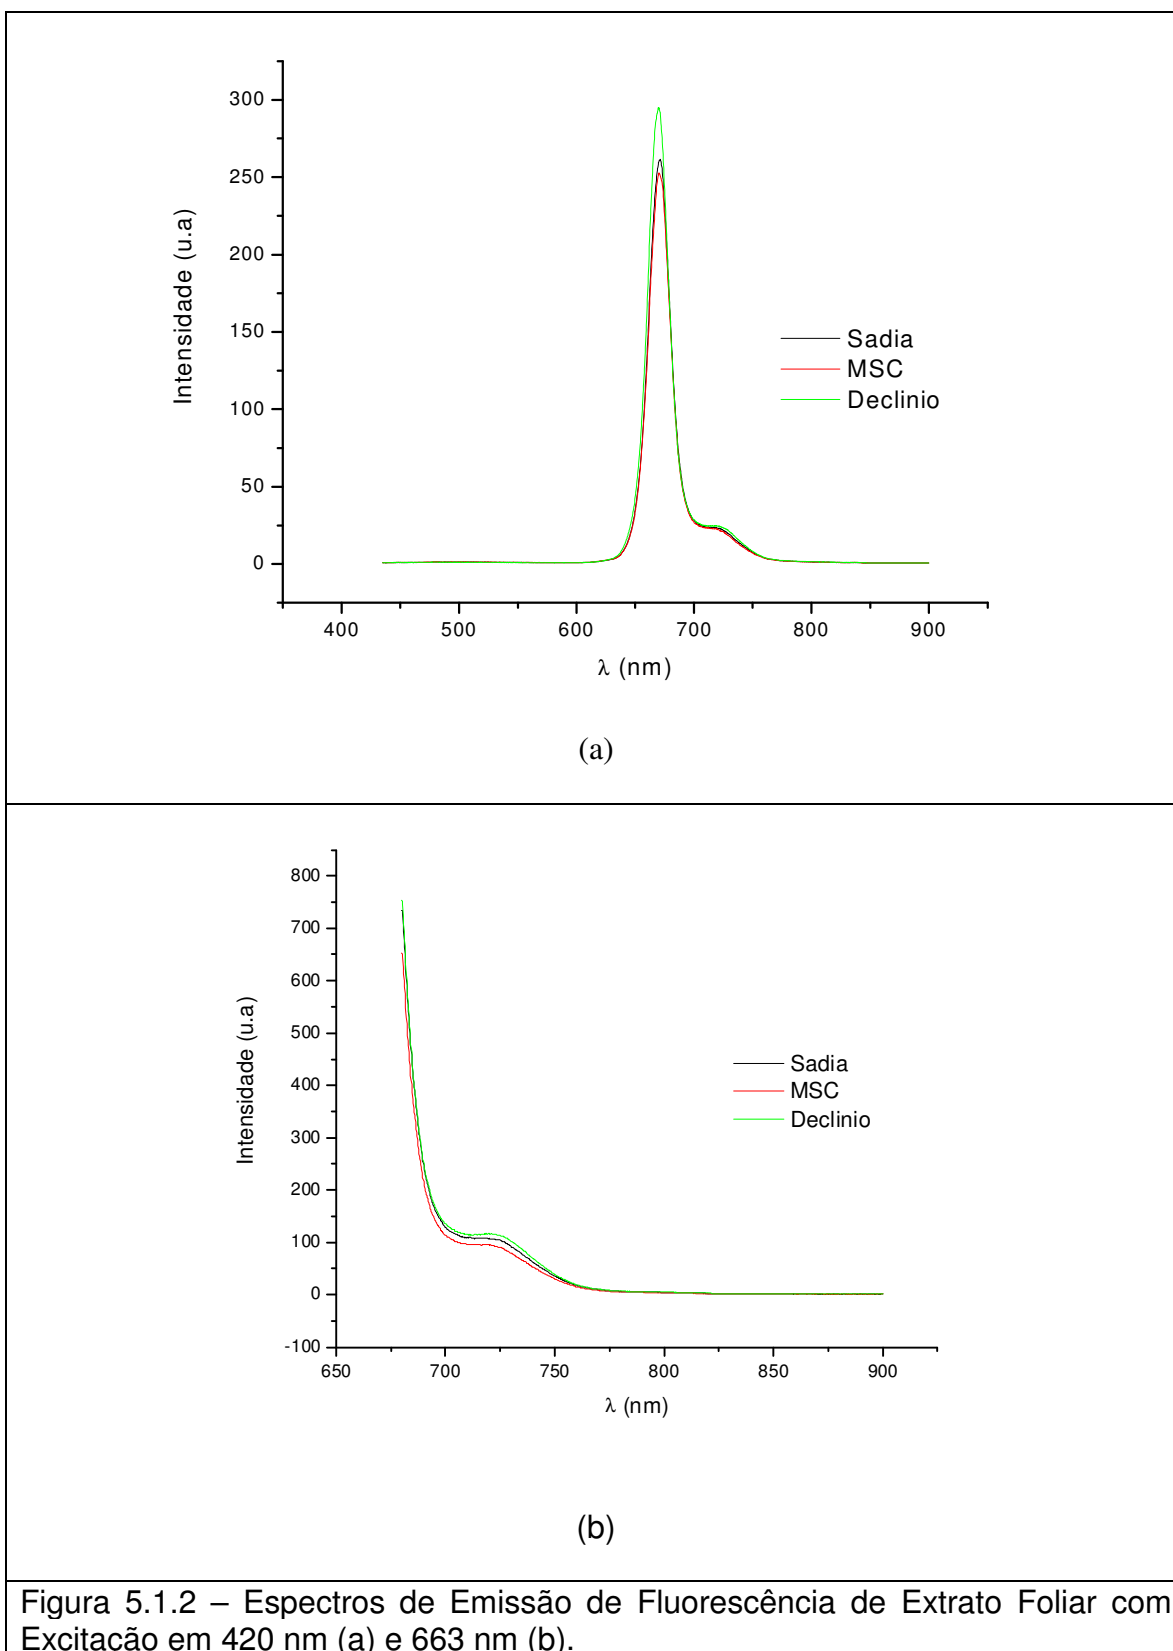 300
250
200
150
100
50
0
Intensidade (u.a)
Sadia
MSC
Declinio
400 500 600 700 800 900
λ (nm)
(a)
800
700
600
500
400
300
200
100
0
-100
Intensidade (u.a)
Sadia
MSC
Declinio
650 700 750 800 850 900
λ (nm)
(b)
Figura 5.1.2 – Espectros de Emissão de Fluorescência de Extrato Foliar com
Excitação em 420 nm (a) e 663 nm (b).